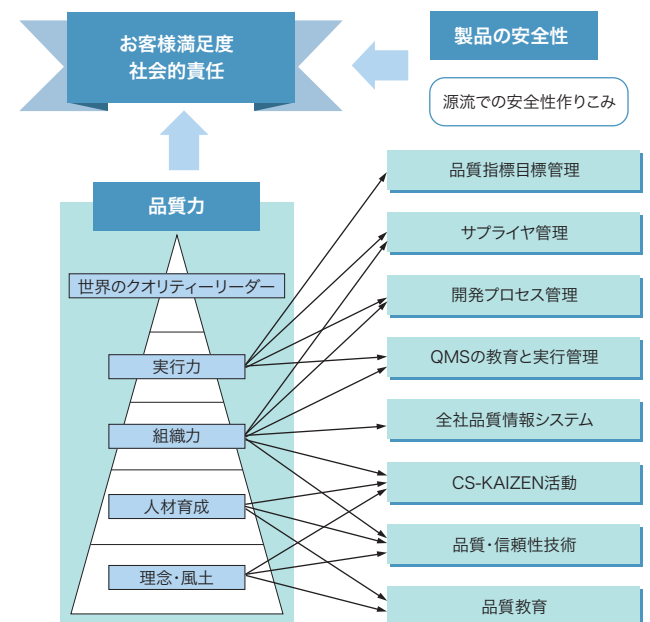 お客様満足度
社会的責任
製品の安全性
源流での安全性作りこみ
品質力
世界のクオリティーリーダー
実行力
組織力
人材育成
理念・風土
品質指標目標管理
サプライヤ管理
開発プロセス管理
QMSの教育と実行管理
全社品質情報システム
CS-KAIZEN活動
品質・信頼性技術
品質教育